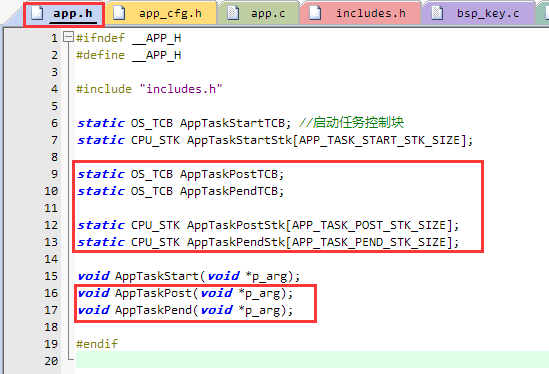 app.h app_cfg.h app.c includes.h bsp_key.c
1 #ifndef __APP_H
2 #define __APP_H
3
4 #include "includes.h"
5
6 static OS_TCB AppTaskStartTCB; //启动任务控制块
7 static CPU_STK AppTaskStartStk[APP_TASK_START_STK_SIZE];
8
9 static OS_TCB AppTaskPostTCB;
10 static OS_TCB AppTaskPendTCB;
11
12 static CPU_STK AppTaskPostStk[APP_TASK_POST_STK_SIZE];
13 static CPU_STK AppTaskPendStk[APP_TASK_PEND_STK_SIZE];
14
15 void AppTaskStart(void *p_arg);
16 void AppTaskPost(void *p_arg);
17 void AppTaskPend(void *p_arg);
18
19 #endif
20